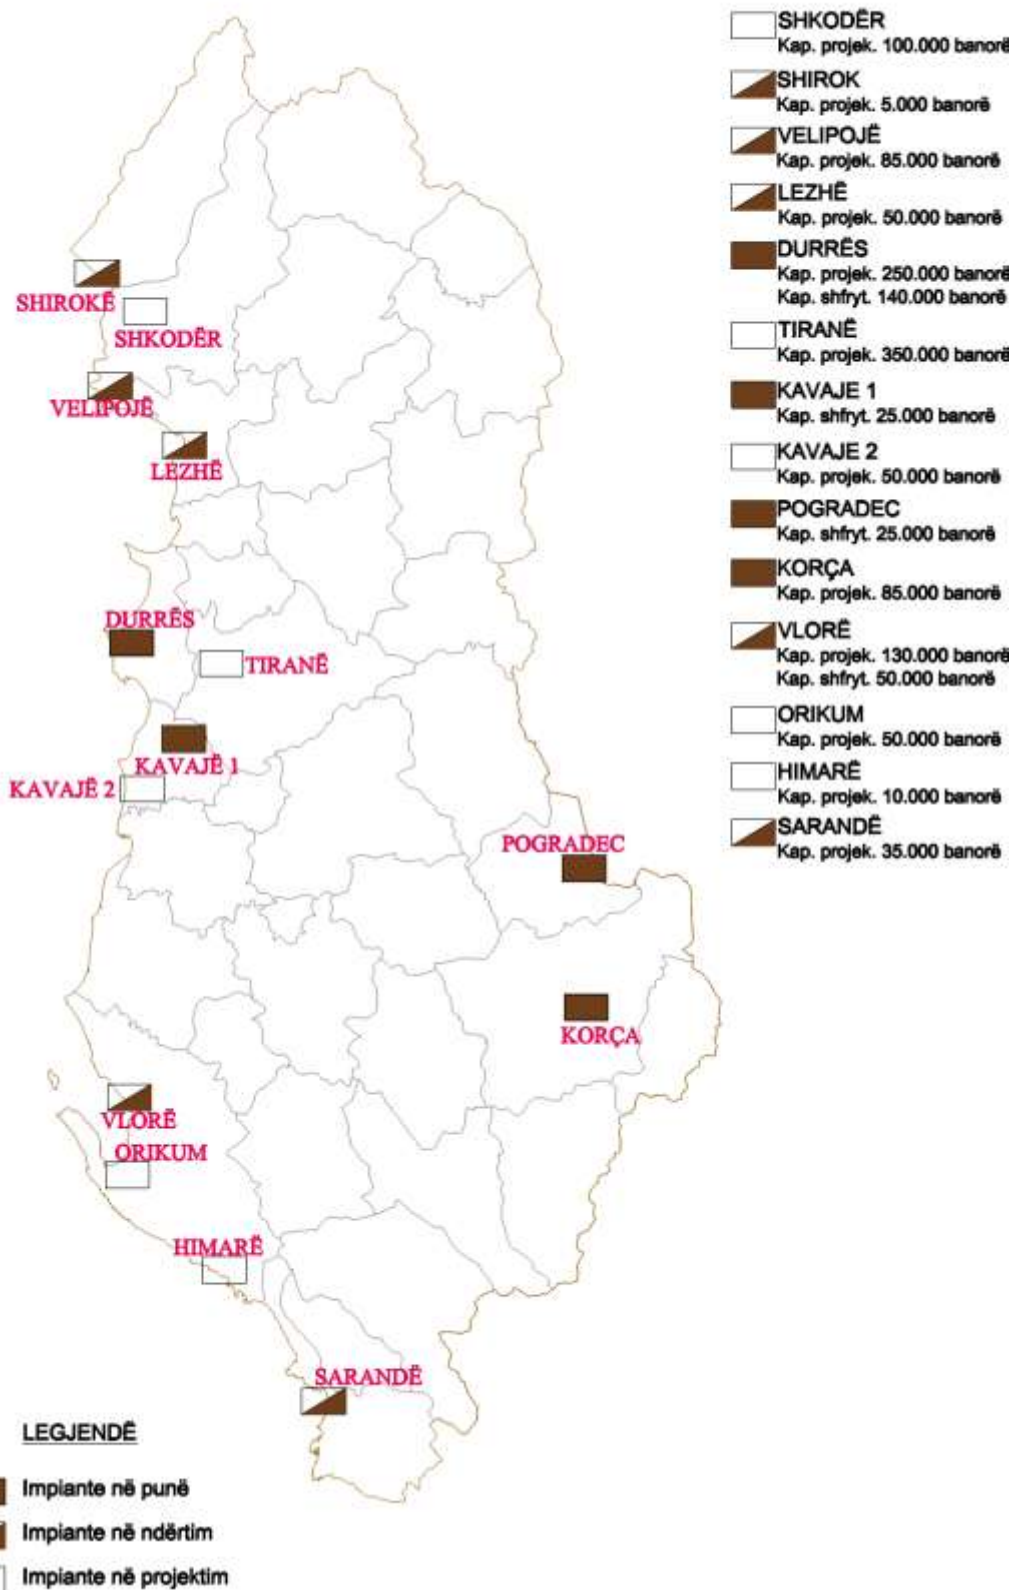 SHKODËR
Kap. projek. 100.000 banorë
SHIROK
Kap. projek. 5.000 banorë
VELIPOJË
Kap. projek. 85.000 banorë
LEZHË
Kap. projek. 50.000 banorë
DURRËS
Kap. projek. 250.000 banorë
Kap. shfryt. 140.000 banorë
TIRANË
Kap. projek. 350.000 banorë
KAVAJE 1
Kap. shfryt. 25.000 banorë
KAVAJE 2
Kap. projek. 50.000 banorë
POGRADEC
Kap. shfryt. 25.000 banorë
KORÇA
Kap. projek. 85.000 banorë
VLORË
Kap. projek. 130.000 banorë
Kap. shfryt. 50.000 banorë
ORIKUM
Kap. projek. 50.000 banorë
HIMARË
Kap. projek. 10.000 banorë
SARANDË
Kap. projek. 35.000 banorë
SHIROKË
SHKODËR
VELIPOJË
LEZHË
DURRËS
TIRANË
KAVAJË 1
KAVAJË 2
POGRADEC
KORÇA
VLORË
ORIKUM
HIMARË
SARANDË
LEGJENDË
Impiante në punë
Impiante në ndërtim
Impiante në projektim